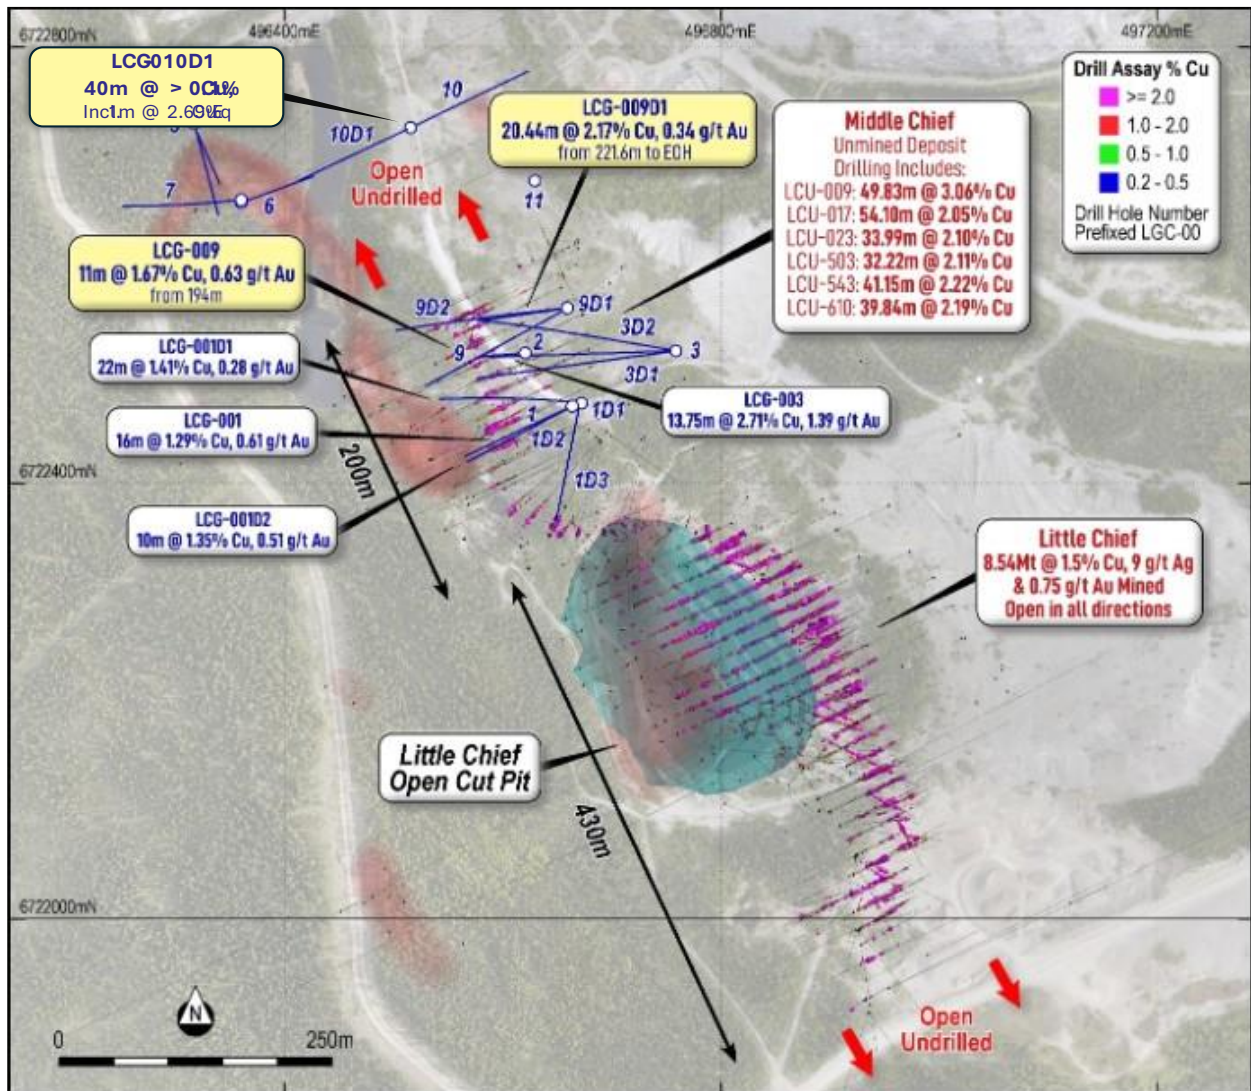 6722800mN
496400mE
496800mE
497200mE
LCG010D1
40m @ >
Incl.
m @ 2.69%
10
10D1
7
6
Open
Undrilled
LCG-009D1
20.44m @ 2.17% Cu, 0.34 g/t Au
from 221.6m to EOH
11
Middle Chief
Unmined Deposit
Drilling Includes:
LCU-009: 49.83m @ 3.06% Cu
LCU-017: 54.10m @ 2.05% Cu
LCU-023: 33.99m @ 2.10% Cu
LCU-503: 32.22m @ 2.11% Cu
LCU-543: 41.15m @ 2.22% Cu
LCU-610: 39.84m @ 2.19% Cu
Drill Assay % Cu
>= 2.0
1.0 - 2.0
0.5 - 1.0
0.2 - 0.5
Drill Hole Number
Prefixed LGC-00
LCG-009
11m @ 1.67% Cu, 0.63 g/t Au
from 194m
9D2
9D1
3D2
9
2
3
3D1
LCG-001D1
22m @ 1.41% Cu, 0.28 g/t Au
LCG-003
13.75m @ 2.71% Cu, 1.39 g/t Au
1
1D1
1D2
LCG-001
16m @ 1.29% Cu, 0.61 g/t Au
200m
6722400mN
1D3
LCG-001D2
10m @ 1.35% Cu, 0.51 g/t Au
Little Chief
8.54Mt @ 1.5% Cu, 9 g/t Ag
& 0.75 g/t Au Mined
Open in all directions
Little Chief
Open Cut Pit
430m
6722000mN
N
0
250m
Open
Undrilled